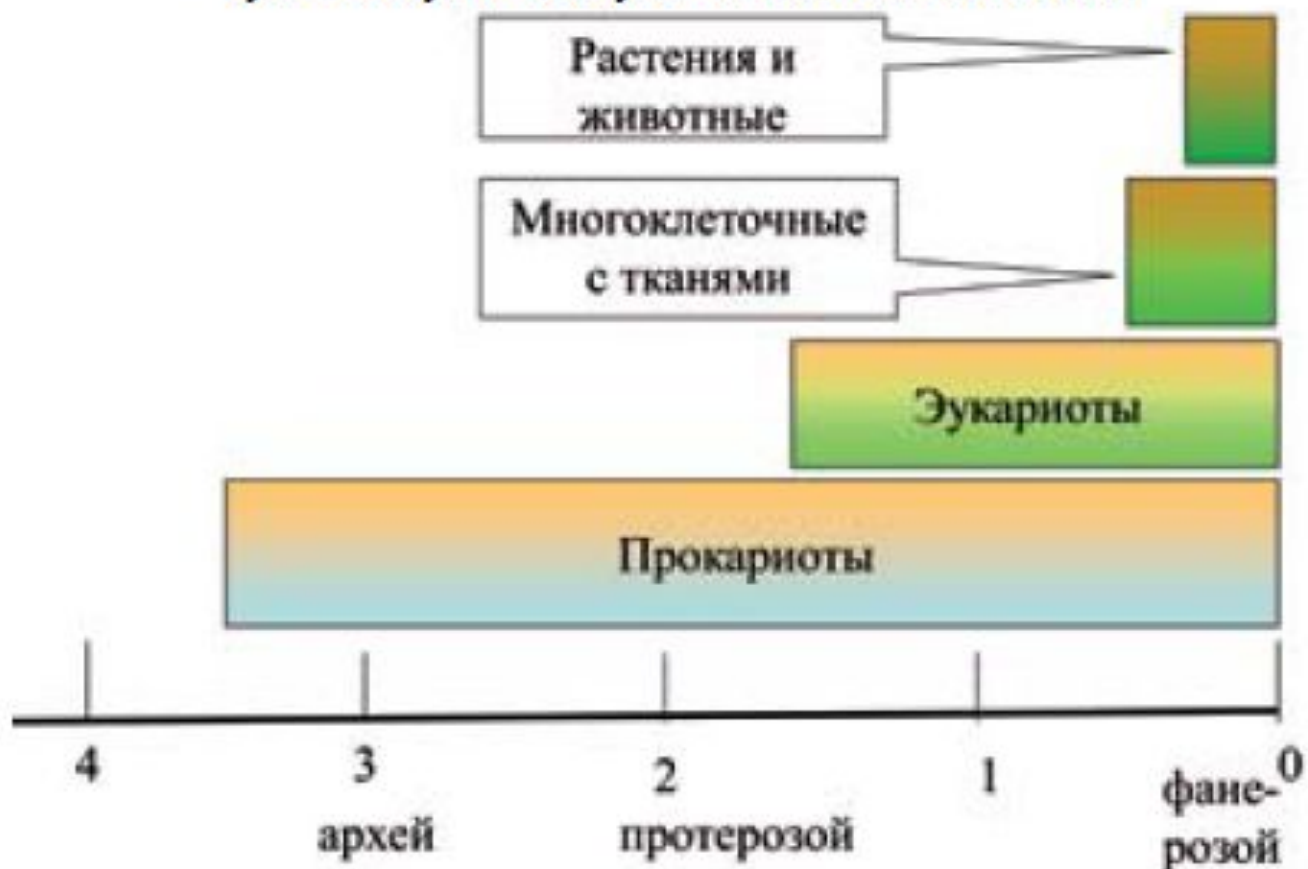 Растения и
животные
Многоклеточные
с тканями
Эукариоты
Прокариоты
4 3 2 1 0
архей протерозой фане-
розой